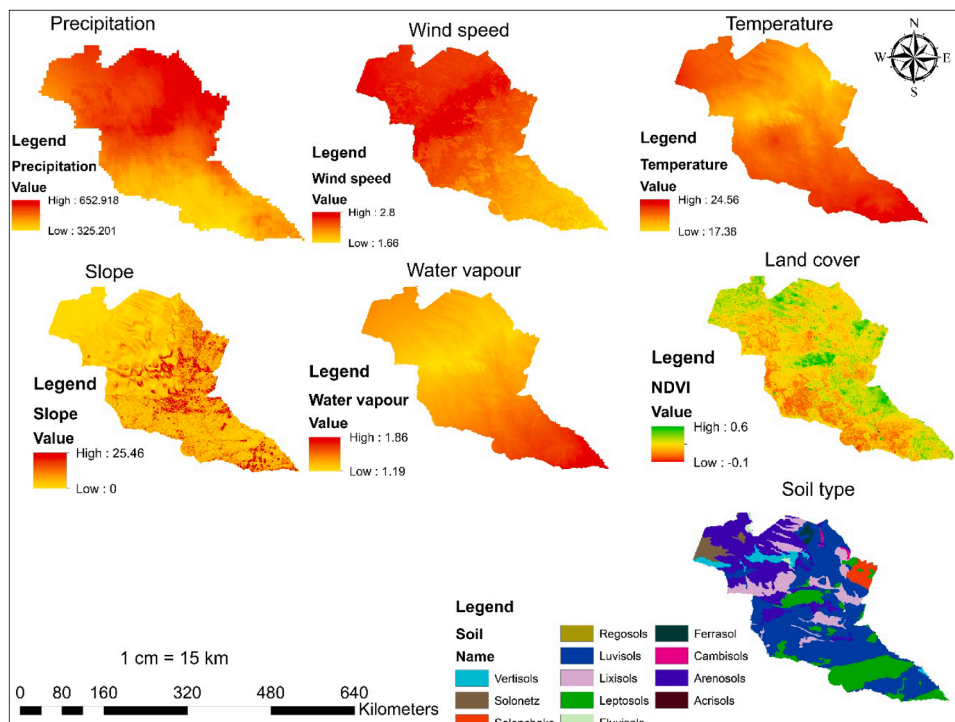 Precipitation
Wind speed
Temperature
N
W E
S
Legend
Precipitation
Value
High : 652.918
Low : 325.201
Legend
Wind speed
Value
High : 2.8
Low : 1.66
Legend
Temperature
Value
High : 24.56
Low : 17.36
Slope
Water vapour
Land cover
Legend
Slope
Value
High : 25.46
Low : 0
Legend
Water vapour
Value
High : 1.86
Low : 1.19
Legend
NDVI
Value
High : 0.6
Low : -0.1
Soil type
Legend
Soil
Name
Vertisols
Solonetz
Solonchaks
Regosols
Luvisols
Lixisols
Leptosols
Fluvisols
Ferrasol
Cambisols
Arenosols
Acrisols
1 cm = 15 km
0 80 160 320 480 640
Kilometers